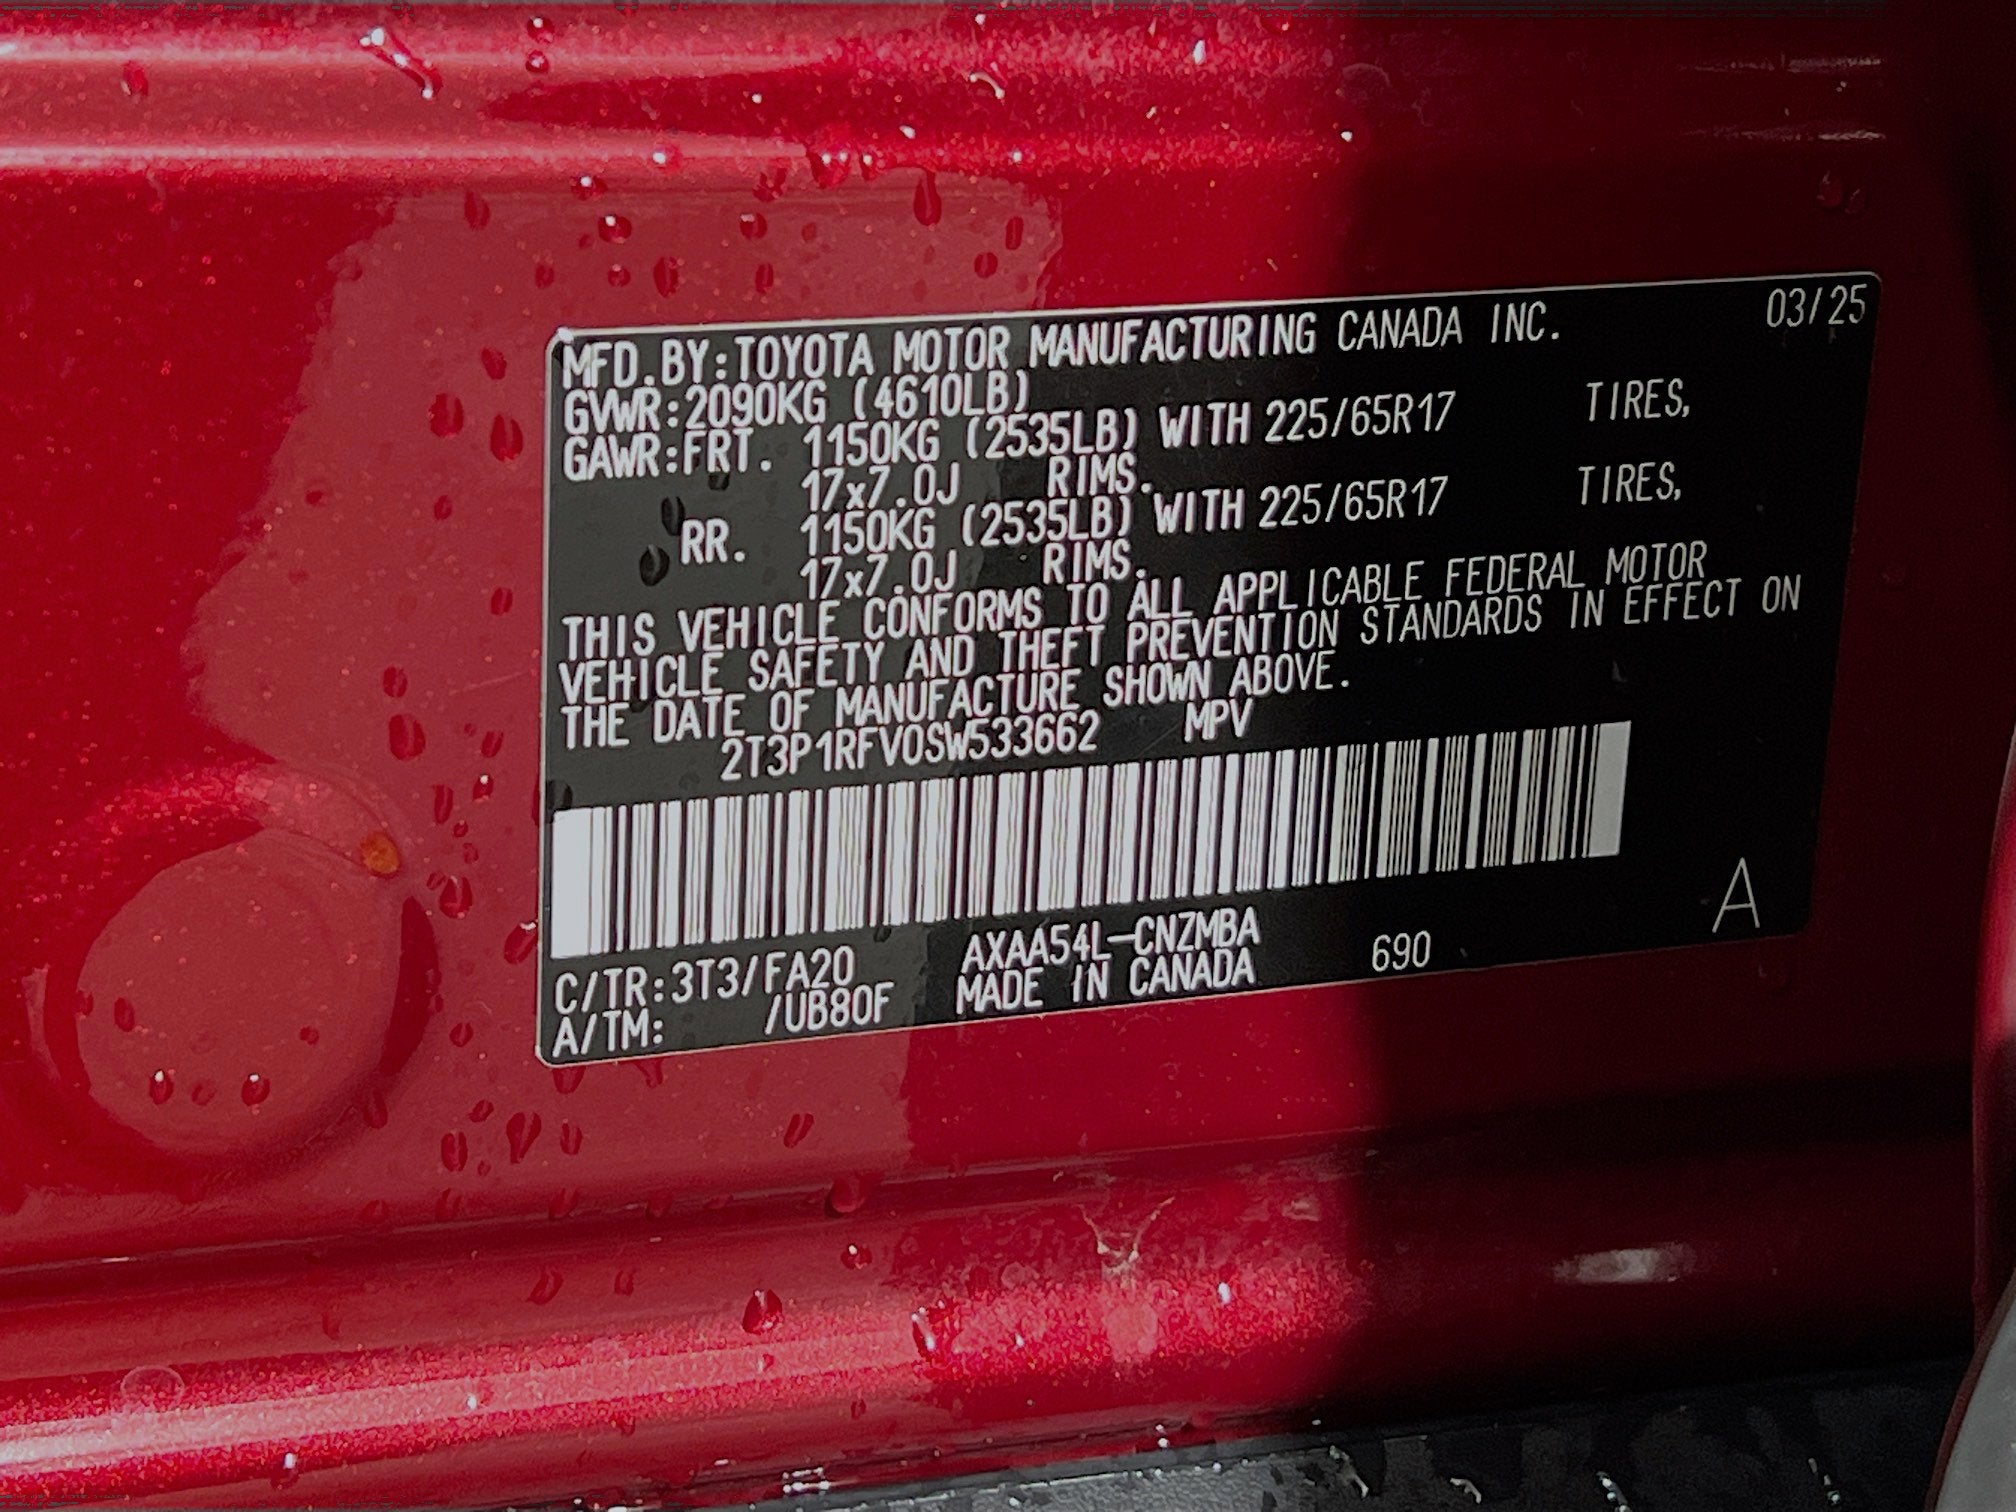 MFD.BY:TOYOTA MOTOR MANUFACTURING CANADA INC. 03/25
GVWR:2090KG (4610LB)
GAWR:FRT. 1150KG (2535LB) WITH 225/65R17 TIRES,
17x7.0J RIMS.
RR. 1150KG (2535LB) WITH 225/65R17 TIRES,
17x7.0J RIMS.
THIS VEHICLE CONFORMS TO ALL APPLICABLE FEDERAL MOTOR
VEHICLE SAFETY AND THEFT PREVENTION STANDARDS IN EFFECT ON
THE DATE OF MANUFACTURE SHOWN ABOVE.
2T3P1RFV0SW533662 MPV
C/TR:3T3/FA20 AXAA54L-CNZMBA 690 A
A/TM: /UB80F MADE IN CANADA